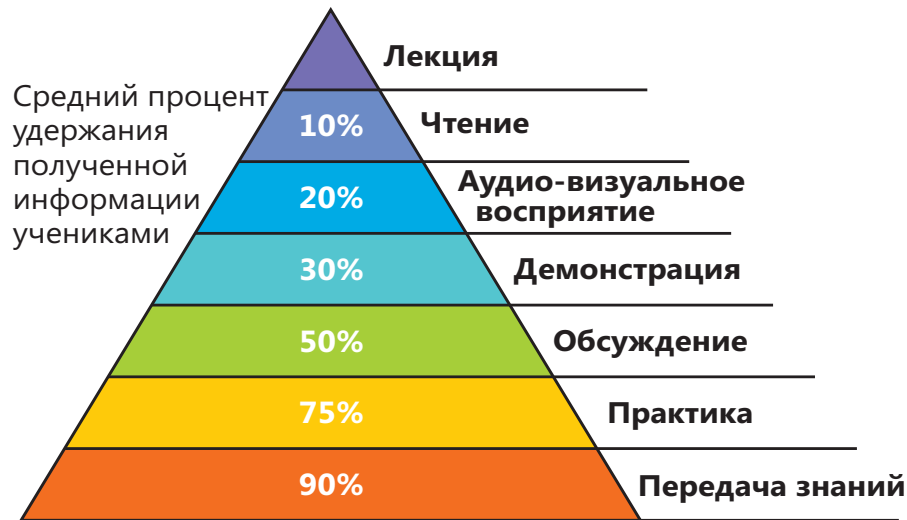 Лекция
Средний процент
удержания
полученной
информации
учениками
10%
Чтение
20%
Аудио-визуальное
восприятие
30%
Демонстрация
50%
Обсуждение
75%
Практика
90%
Передача знаний